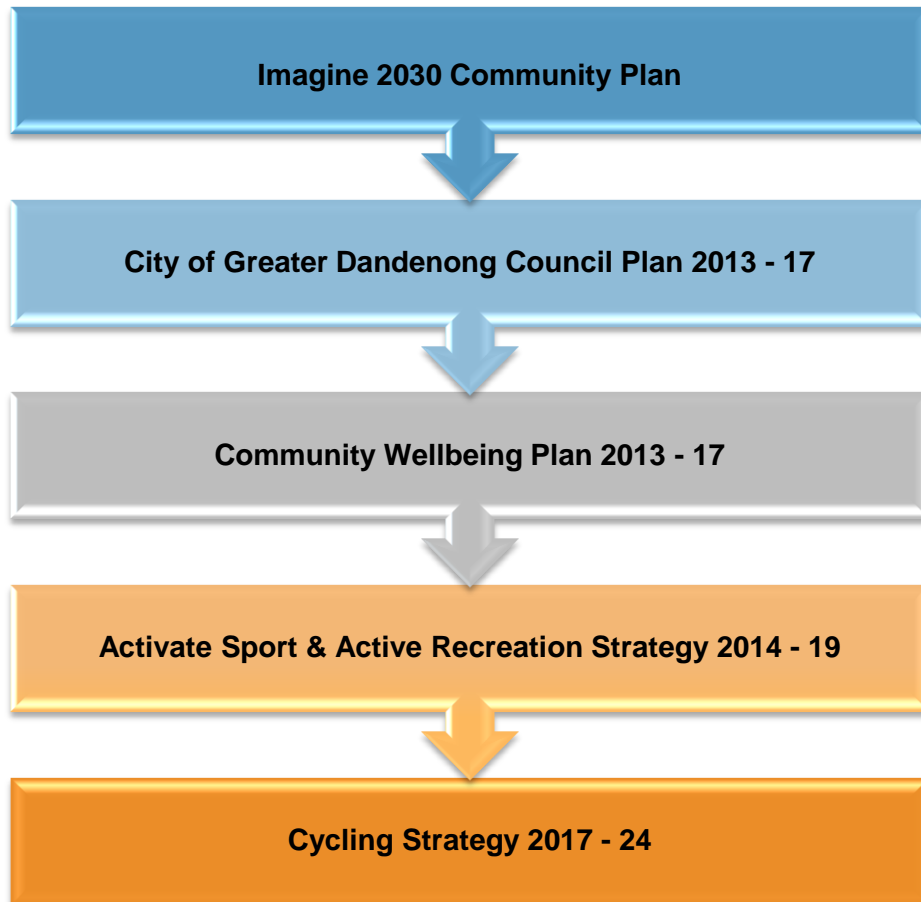 Imagine 2030 Community Plan
City of Greater Dandenong Council Plan 2013 - 17
Community Wellbeing Plan 2013 - 17
Activate Sport & Active Recreation Strategy 2014 - 19
Cycling Strategy 2017 - 24